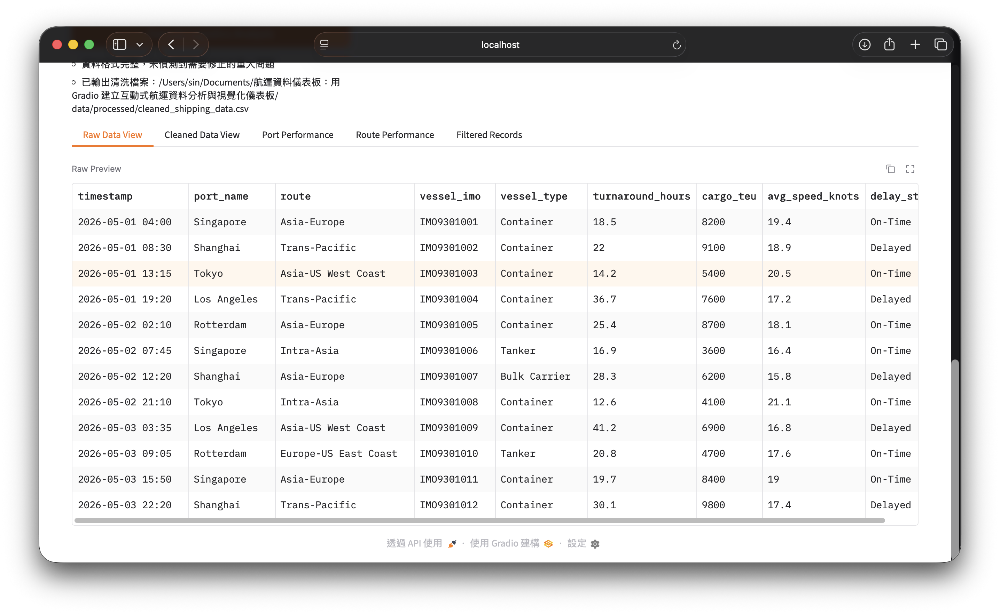 localhost
資料格式完整，未偵測到需要修正的重大問題
已輸出清洗檔案：/Users/sin/Documents/航運資料儀表板：用
Gradio 建立互動式航運資料分析與視覺化儀表板/
data/processed/cleaned_shipping_data.csv
Raw Data View Cleaned Data View Port Performance Route Performance Filtered Records
Raw Preview
timestamp port_name route vessel_imo vessel_type turnaround_hours cargo_teu avg_speed_knots delay_st
2026-05-01 04:00 Singapore Asia-Europe IMO9301001 Container 18.5 8200 19.4 On-Time
2026-05-01 08:30 Shanghai Trans-Pacific IMO9301002 Container 22 9100 18.9 Delayed
2026-05-01 13:15 Tokyo Asia-US West Coast IMO9301003 Container 14.2 5400 20.5 On-Time
2026-05-01 19:20 Los Angeles Trans-Pacific IMO9301004 Container 36.7 7600 17.2 Delayed
2026-05-02 02:10 Rotterdam Asia-Europe IMO9301005 Container 25.4 8700 18.1 On-Time
2026-05-02 07:45 Singapore Intra-Asia IMO9301006 Tanker 16.9 3600 16.4 On-Time
2026-05-02 12:20 Shanghai Asia-Europe IMO9301007 Bulk Carrier 28.3 6200 15.8 Delayed
2026-05-02 21:10 Tokyo Intra-Asia IMO9301008 Container 12.6 4100 21.1 On-Time
2026-05-03 03:35 Los Angeles Asia-US West Coast IMO9301009 Container 41.2 6900 16.8 Delayed
2026-05-03 09:05 Rotterdam Europe-US East Coast IMO9301010 Tanker 20.8 4700 17.6 On-Time
2026-05-03 15:50 Singapore Asia-Europe IMO9301011 Container 19.7 8400 19 On-Time
2026-05-03 22:20 Shanghai Trans-Pacific IMO9301012 Container 30.1 9800 17.4 Delayed
透過 API 使用 · 使用 Gradio 建構 · 設定